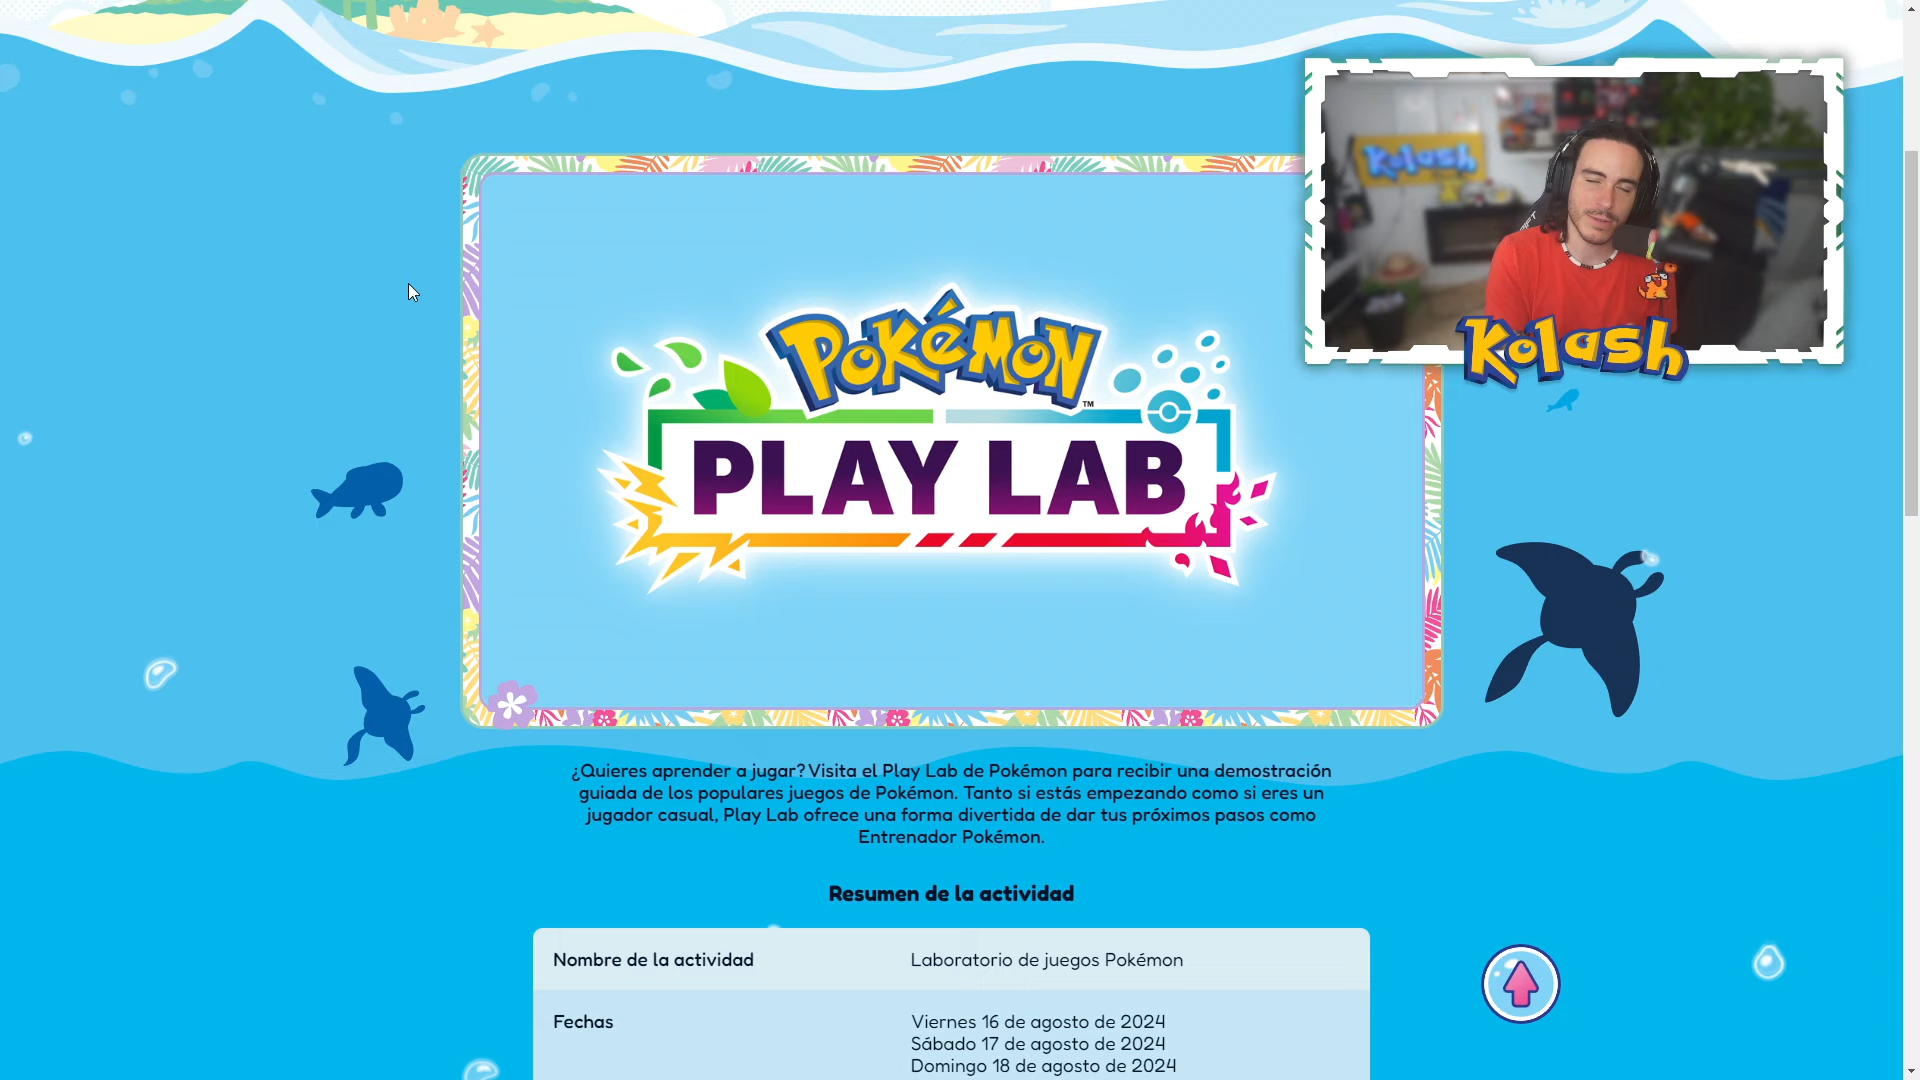 Kolash
Kolash
POKéMON
TM
PLAY LAB
¿Quieres aprender a jugar? Visita el Play Lab de Pokémon para recibir una demostración
guiada de los populares juegos de Pokémon. Tanto si estás empezando como si eres un
jugador casual, Play Lab ofrece una forma divertida de dar tus próximos pasos como
Entrenador Pokémon.
Resumen de la actividad
Nombre de la actividad
Laboratorio de juegos Pokémon
Fechas
Viernes 16 de agosto de 2024
Sábado 17 de agosto de 2024
Domingo 18 de agosto de 2024